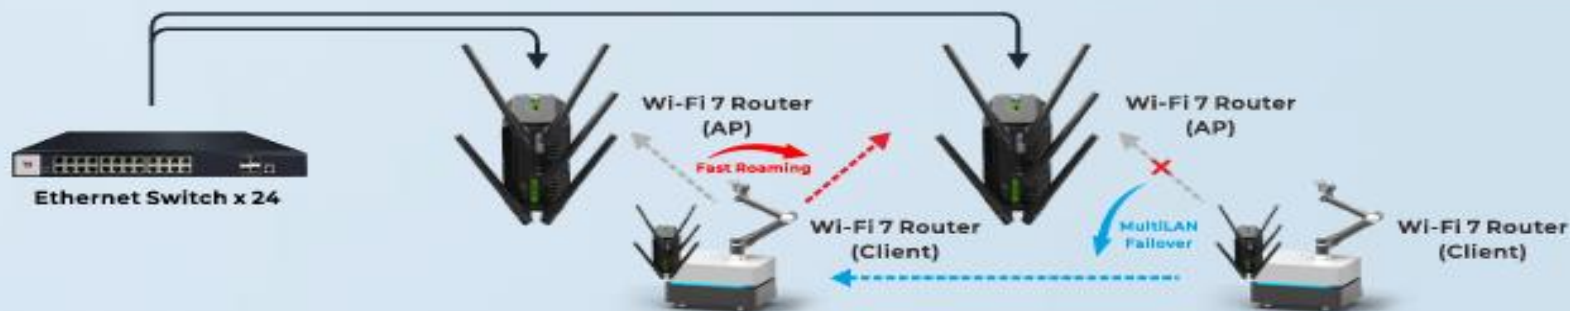 Wi-Fi 7 Router
(AP)
Wi-Fi 7 Router
(AP)
Fast Roaming
Ethernet Switch x 24
Wi-Fi 7 Router
(Client)
MultiLAN
Failover
Wi-Fi 7 Router
(Client)